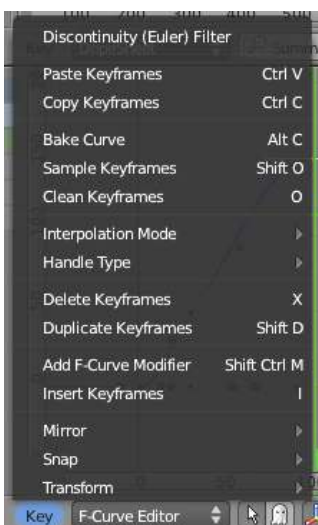 Discontinuity (Euler) Filter
Paste Keyframes Ctrl V
Copy Keyframes Ctrl C
Bake Curve Alt C
Sample Keyframes Shift O
Clean Keyframes O
Interpolation Mode
Handle Type
Delete Keyframes X
Duplicate Keyframes Shift D
Add F-Curve Modifier Shift Ctrl M
Insert Keyframes I
Mirror
Snap
Transform
Key F-Curve Editor